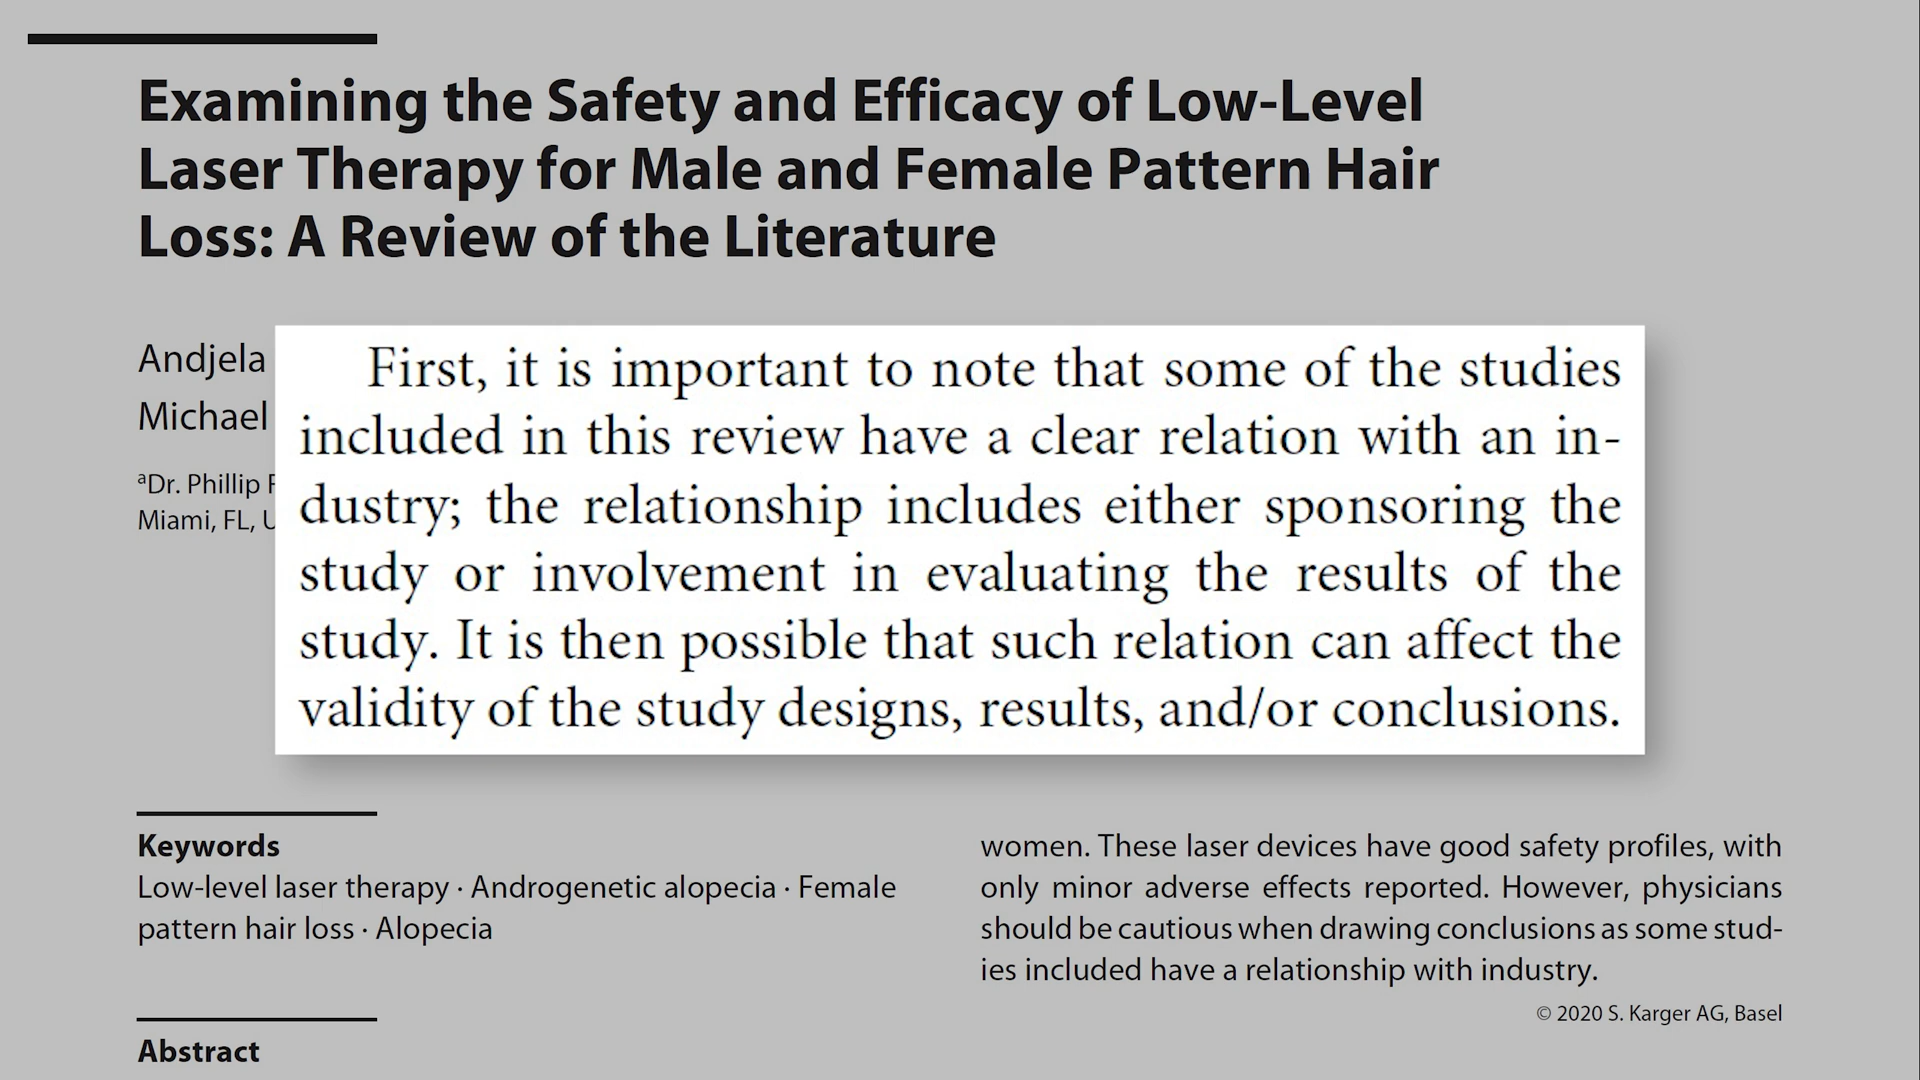 Examining the Safety and Efficacy of Low-Level
Laser Therapy for Male and Female Pattern Hair
Loss: A Review of the Literature
Andjela
Michael
aDr. Phillip
Miami, FL,
First, it is important to note that some of the studies
included in this review have a clear relation with an in-
dustry; the relationship includes either sponsoring the
study or involvement in evaluating the results of the
study. It is then possible that such relation can affect the
validity of the study designs, results, and/or conclusions.
Keywords
Low-level laser therapy · Androgenetic alopecia · Female
pattern hair loss · Alopecia
Abstract
women. These laser devices have good safety profiles, with
only minor adverse effects reported. However, physicians
should be cautious when drawing conclusions as some stud-
ies included have a relationship with industry.
© 2020 S. Karger AG, Basel